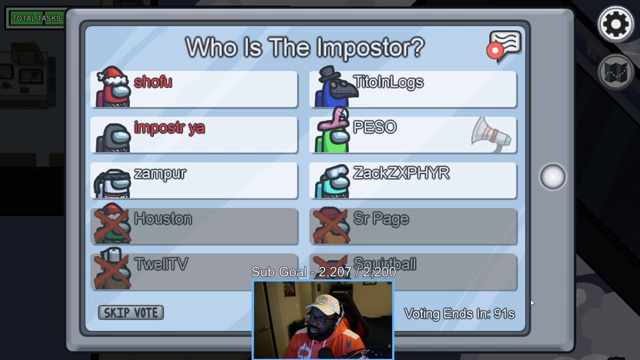 TOTAL TASKS
Who Is The Impostor?
shofu
TitoInLogs
impostr ya
PESO
zampur
ZackZXPHYR
Houston
Sr Page
TwellTV
Squidball
Sub Goal - 2,207 / 2,200
SKIP VOTE
Voting Ends In: 91s